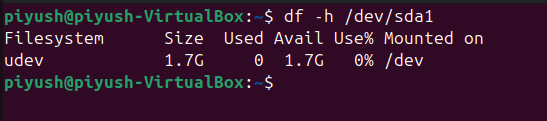 piyush@piyush-VirtualBox:~$ df -h /dev/sda1
Filesystem      Size  Used Avail Use% Mounted on
udev            1.7G     0  1.7G   0% /dev
piyush@piyush-VirtualBox:~$